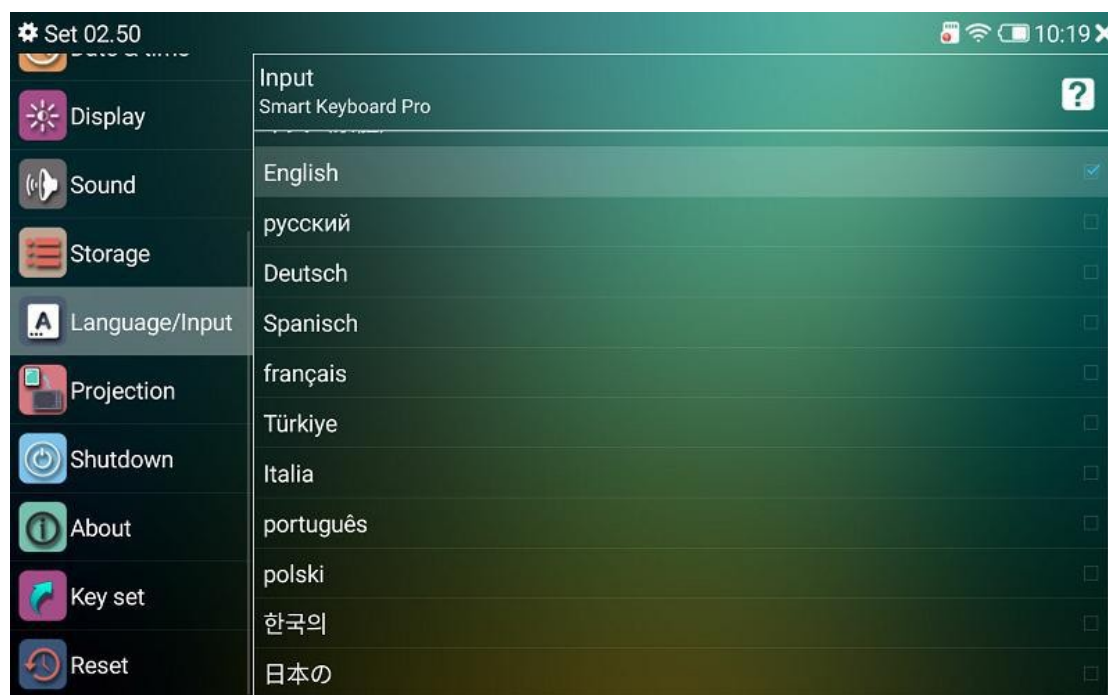 Set 02.50
10:19
Input
Smart Keyboard Pro
Display
Sound
Storage
Language/Input
Projection
Shutdown
About
Key set
Reset
English
русский
Deutsch
Spanisch
français
Türkiye
Italia
português
polski
한국의
日本の